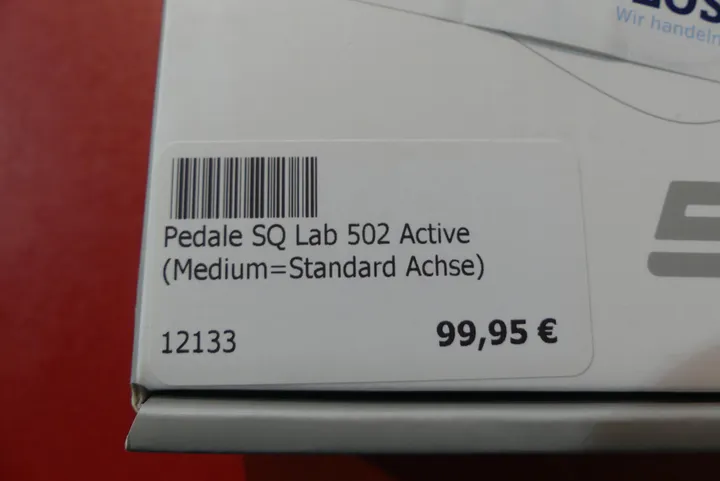 Wir handeln
Pedale SQ Lab 502 Active
(Medium=Standard Achse)
12133
99,95 €